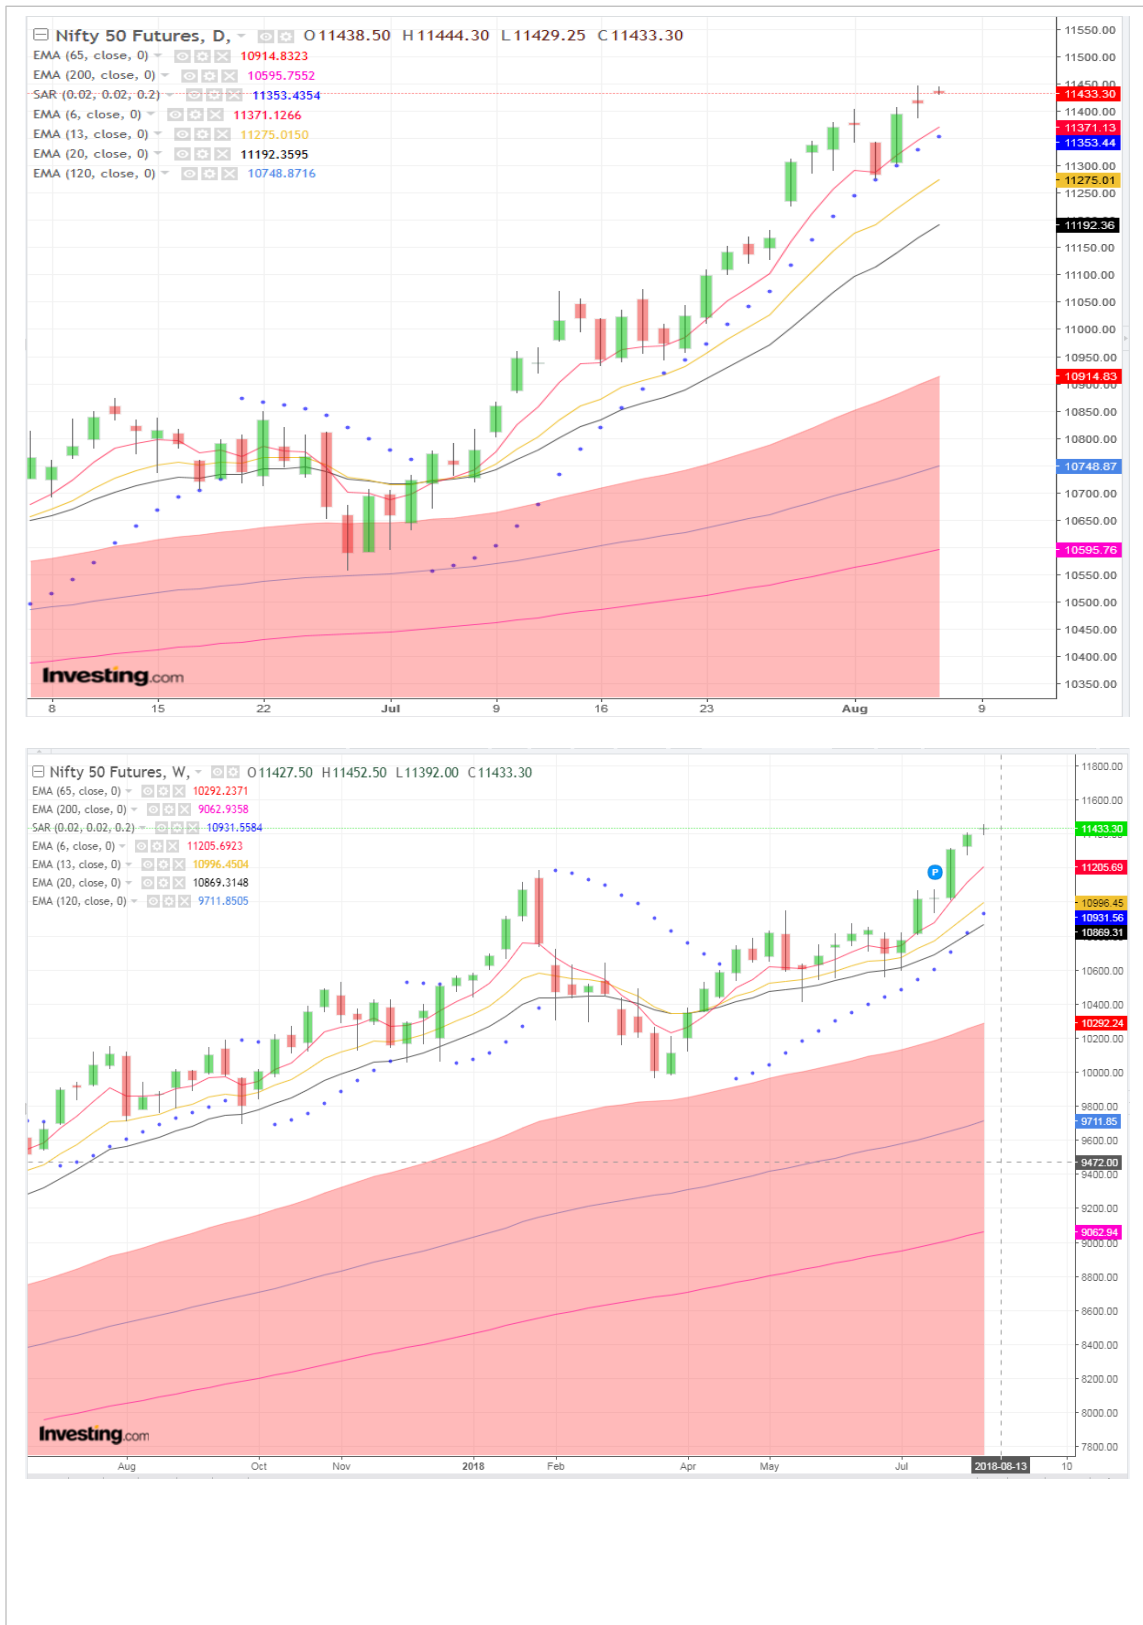 Nifty 50 Futures, D, O11438.50 H11444.30 L11429.25 C11433.30
EMA (65, close, 0) 10914.8323
EMA (200, close, 0) 10595.7552
SAR (0.02, 0.02, 0.2) 11353.4354
EMA (6, close, 0) 11371.1266
EMA (13, close, 0) 11275.0150
EMA (20, close, 0) 11192.3595
EMA (120, close, 0) 10748.8716
11550.00
11500.00
11433.30
11400.00
11371.13
11353.44
11300.00
11275.01
11250.00
11192.36
11150.00
11100.00
11050.00
11000.00
10950.00
10914.83
10900.00
10850.00
10800.00
10748.87
10700.00
10650.00
10595.76
10550.00
10500.00
10450.00
10400.00
10350.00
Investing.com
8 15 22 Jul 9 16 23 Aug 9
Nifty 50 Futures, W, O11427.50 H11452.50 L11392.00 C11433.30
EMA (65, close, 0) 10292.2371
EMA (200, close, 0) 9062.9358
SAR (0.02, 0.02, 0.2) 10931.5584
EMA (6, close, 0) 11205.6923
EMA (13, close, 0) 10996.4504
EMA (20, close, 0) 10869.3148
EMA (120, close, 0) 9711.8505
P
11800.00
11600.00
11433.30
11205.69
10996.45
10931.56
10869.31
10600.00
10400.00
10292.24
10200.00
10000.00
9800.00
9711.85
9600.00
9472.00
9400.00
9200.00
9062.94
9000.00
8800.00
8600.00
8400.00
8200.00
8000.00
7800.00
Investing.com
Aug Oct Nov 2018 Feb Apr May Jul 2018-08-13 10